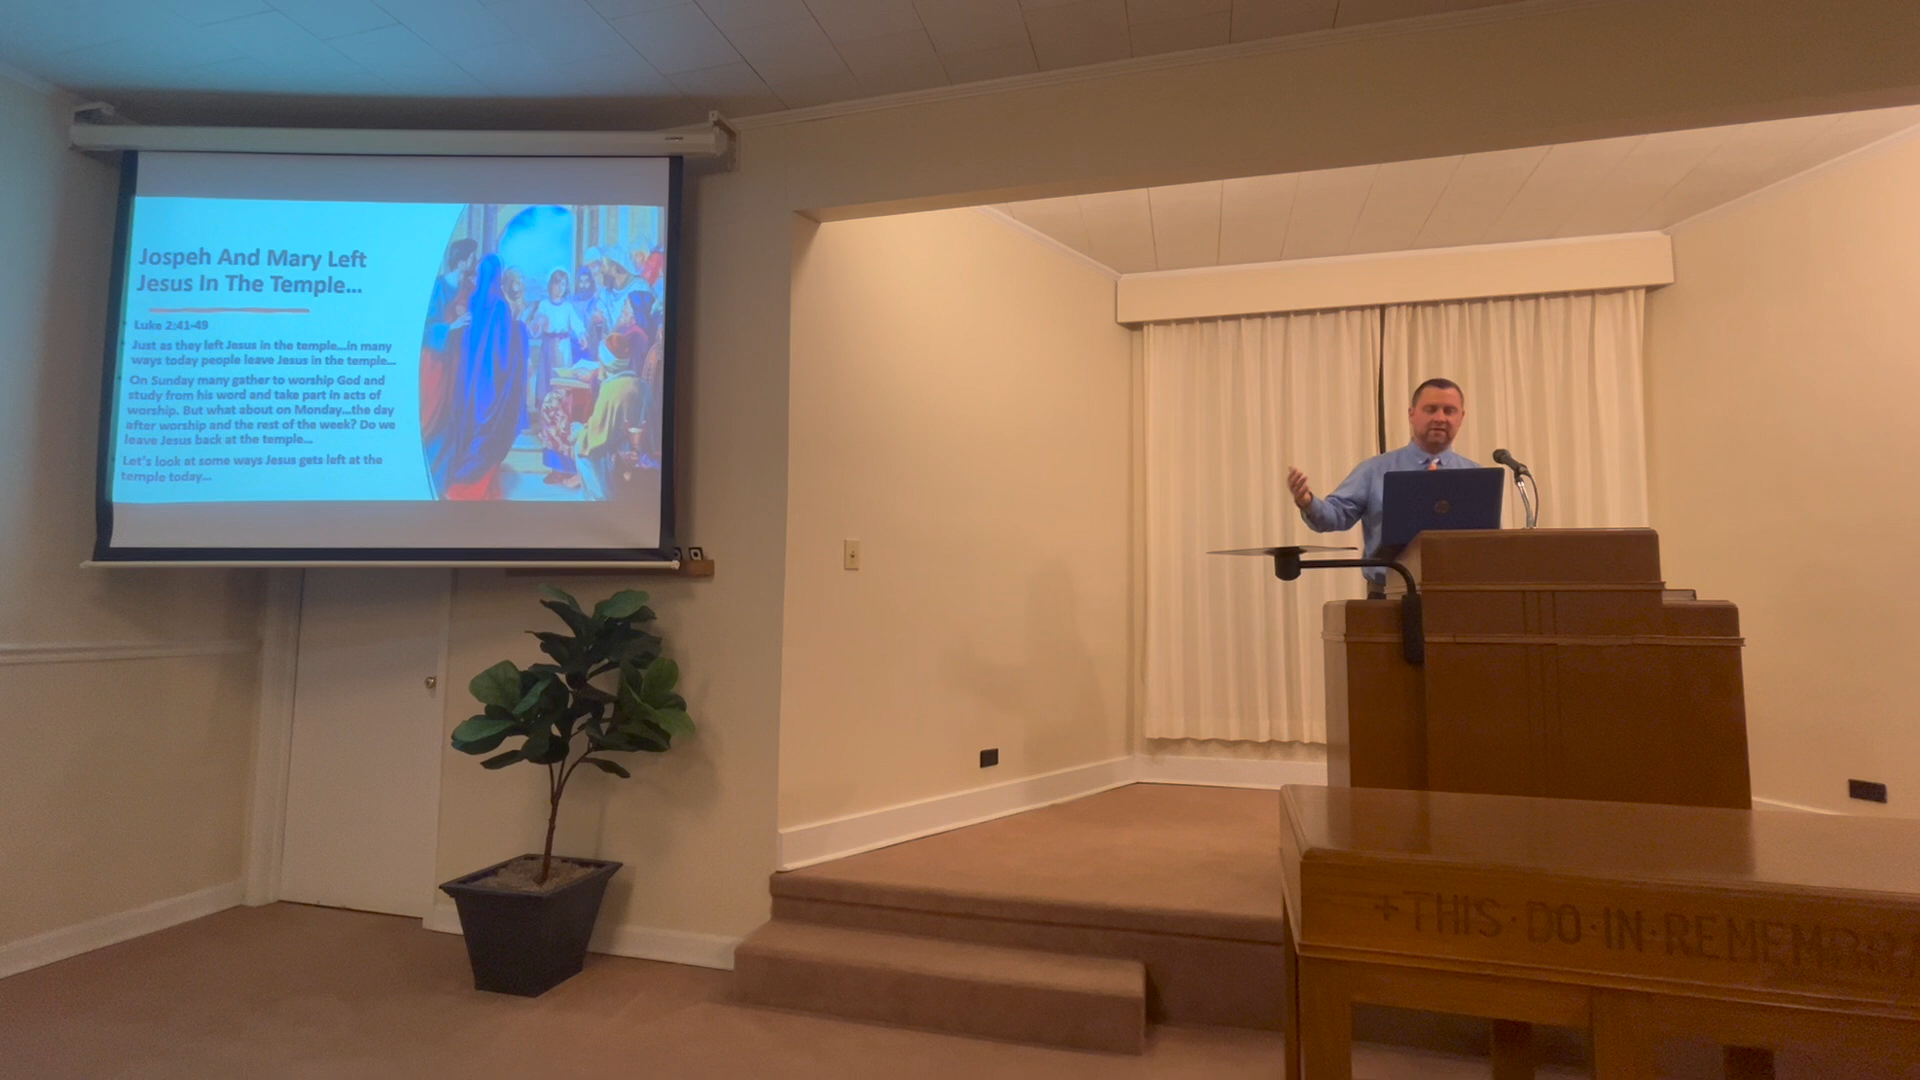 Jospeh And Mary Left
Jesus In The Temple...
Luke 2:41-49
Just as they left Jesus in the temple...in many
ways today people leave Jesus in the temple...
On Sunday many gather to worship God and
study from his word and take part in acts of
worship. But what about on Monday...the day
after worship and the rest of the week? Do we
leave Jesus back at the temple...
Let's look at some ways Jesus gets left at the
temple today...
+THIS·DO·IN·REMEMBRA